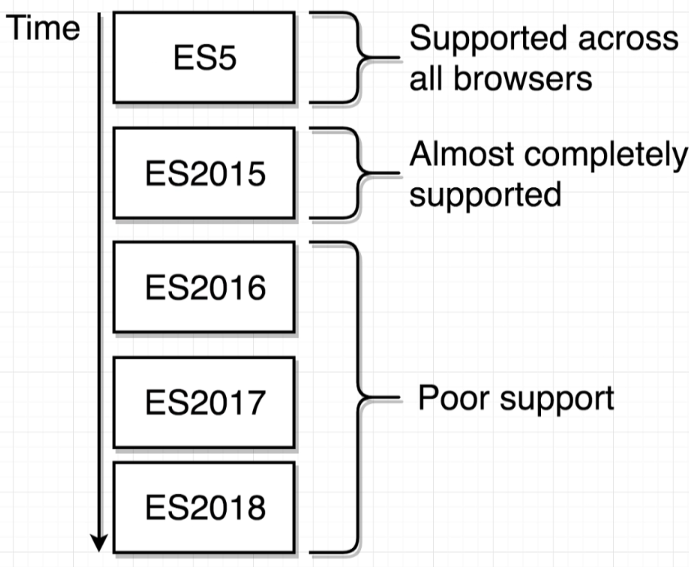 Time
ES5
Supported across
all browsers
ES2015
Almost completely
supported
ES2016
ES2017
Poor support
ES2018